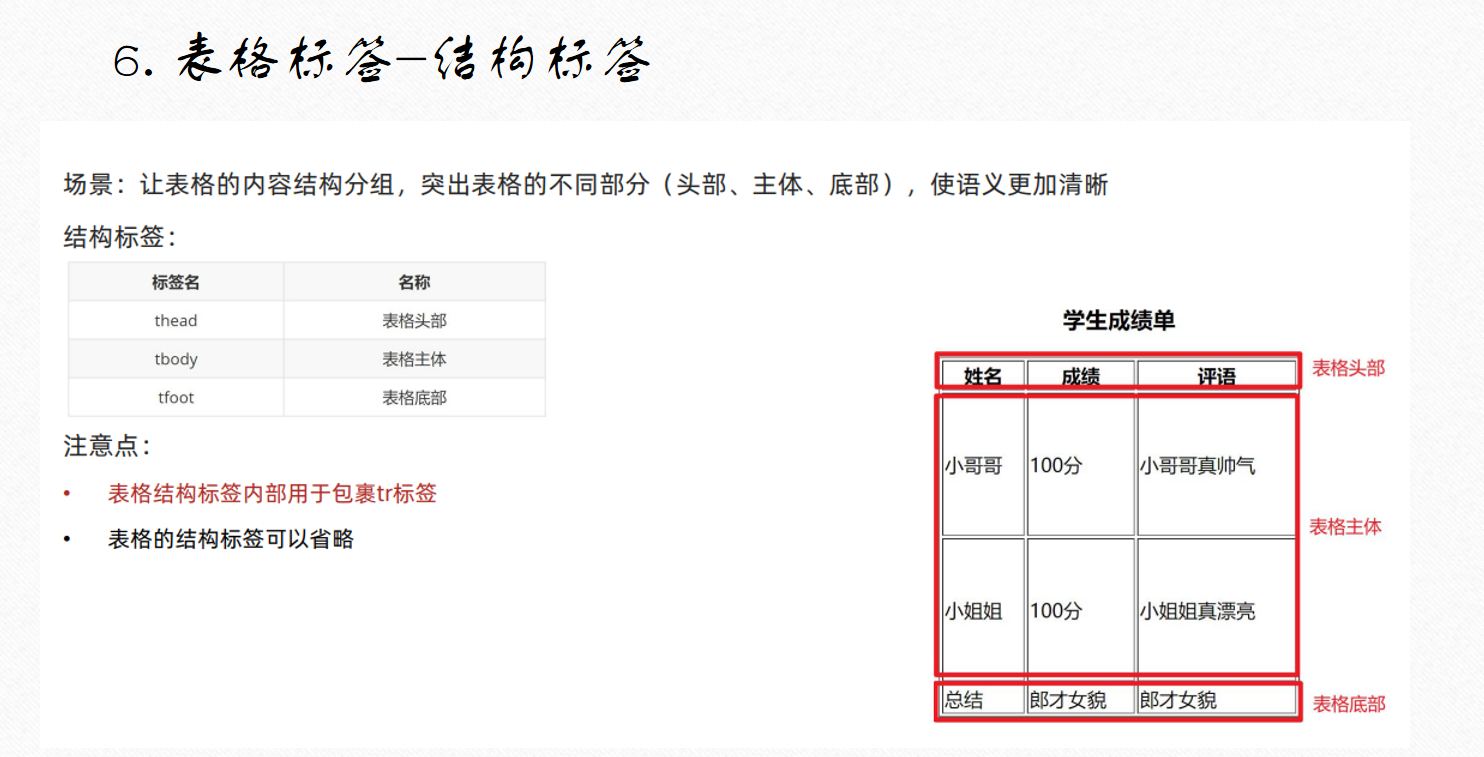 6. 表格标签-结构标签
场景：让表格的内容结构分组，突出表格的不同部分（头部、主体、底部），使语义更加清晰
结构标签：
标签名 名称
thead 表格头部
tbody 表格主体
tfoot 表格底部
注意点：
• 表格结构标签内部用于包裹tr标签
• 表格的结构标签可以省略
学生成绩单
姓名 成绩 评语 表格头部
小哥哥 100分 小哥哥真帅气
表格主体
小姐姐 100分 小姐姐真漂亮
总结 郎才女貌 郎才女貌 表格底部